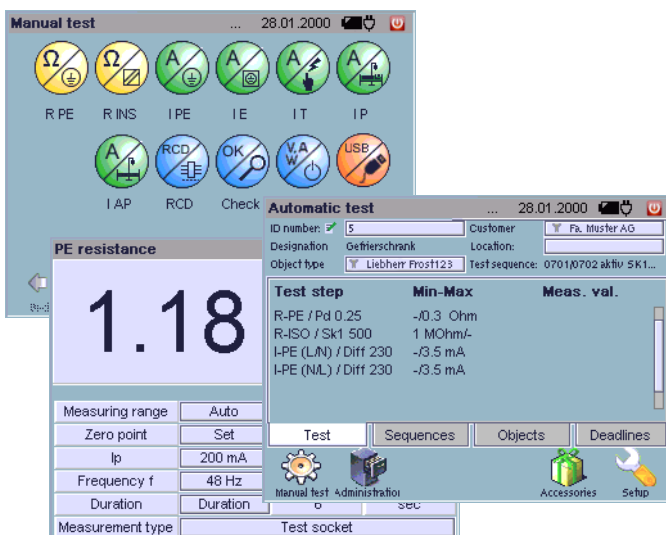 Manual test ... 28.01.2000
Ω Ω A A A A
R PE R INS I PE I E I T I P
A RCD OK V,A W USB
I AP RCD Check
PE resistance
1.18
Measuring range Auto
Zero point Set
Ip 200 mA
Frequency f 48 Hz
Duration Duration 6 sec
Measurement type Test socket
Automatic test ... 28.01.2000
ID number: 5 Customer Fa. Muster AG
Designation Gefrierschrank Location:
Object type Liebherr Frost123 Test sequence: 0701/0702 aktiv SK1...
Test step Min-Max Meas. val.
R-PE / Pd 0.25 -/0.3 Ohm
R-ISO / Sk1 500 1 MOhm/-
I-PE (L/N) / Diff 230 -/3.5 mA
I-PE (N/L) / Diff 230 -/3.5 mA
Test Sequences Objects Deadlines
Manual test Administration Accessories Setup